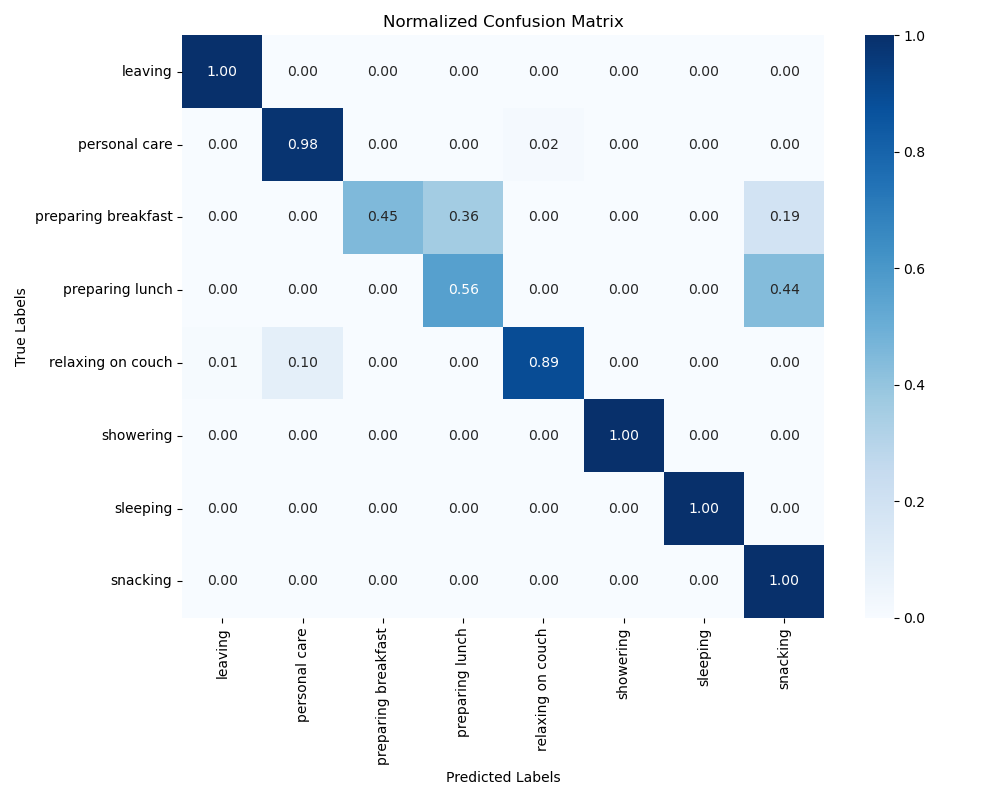 Normalized Confusion Matrix
True Labels
leaving 1.00 0.00 0.00 0.00 0.00 0.00 0.00 0.00
personal care 0.00 0.98 0.00 0.00 0.02 0.00 0.00 0.00
preparing breakfast 0.00 0.00 0.45 0.36 0.00 0.00 0.00 0.19
preparing lunch 0.00 0.00 0.00 0.56 0.00 0.00 0.00 0.44
relaxing on couch 0.01 0.10 0.00 0.00 0.89 0.00 0.00 0.00
showering 0.00 0.00 0.00 0.00 0.00 1.00 0.00 0.00
sleeping 0.00 0.00 0.00 0.00 0.00 0.00 1.00 0.00
snacking 0.00 0.00 0.00 0.00 0.00 0.00 0.00 1.00
leaving
personal care
preparing breakfast
preparing lunch
relaxing on couch
showering
sleeping
snacking
Predicted Labels
1.0
0.8
0.6
0.4
0.2
0.0